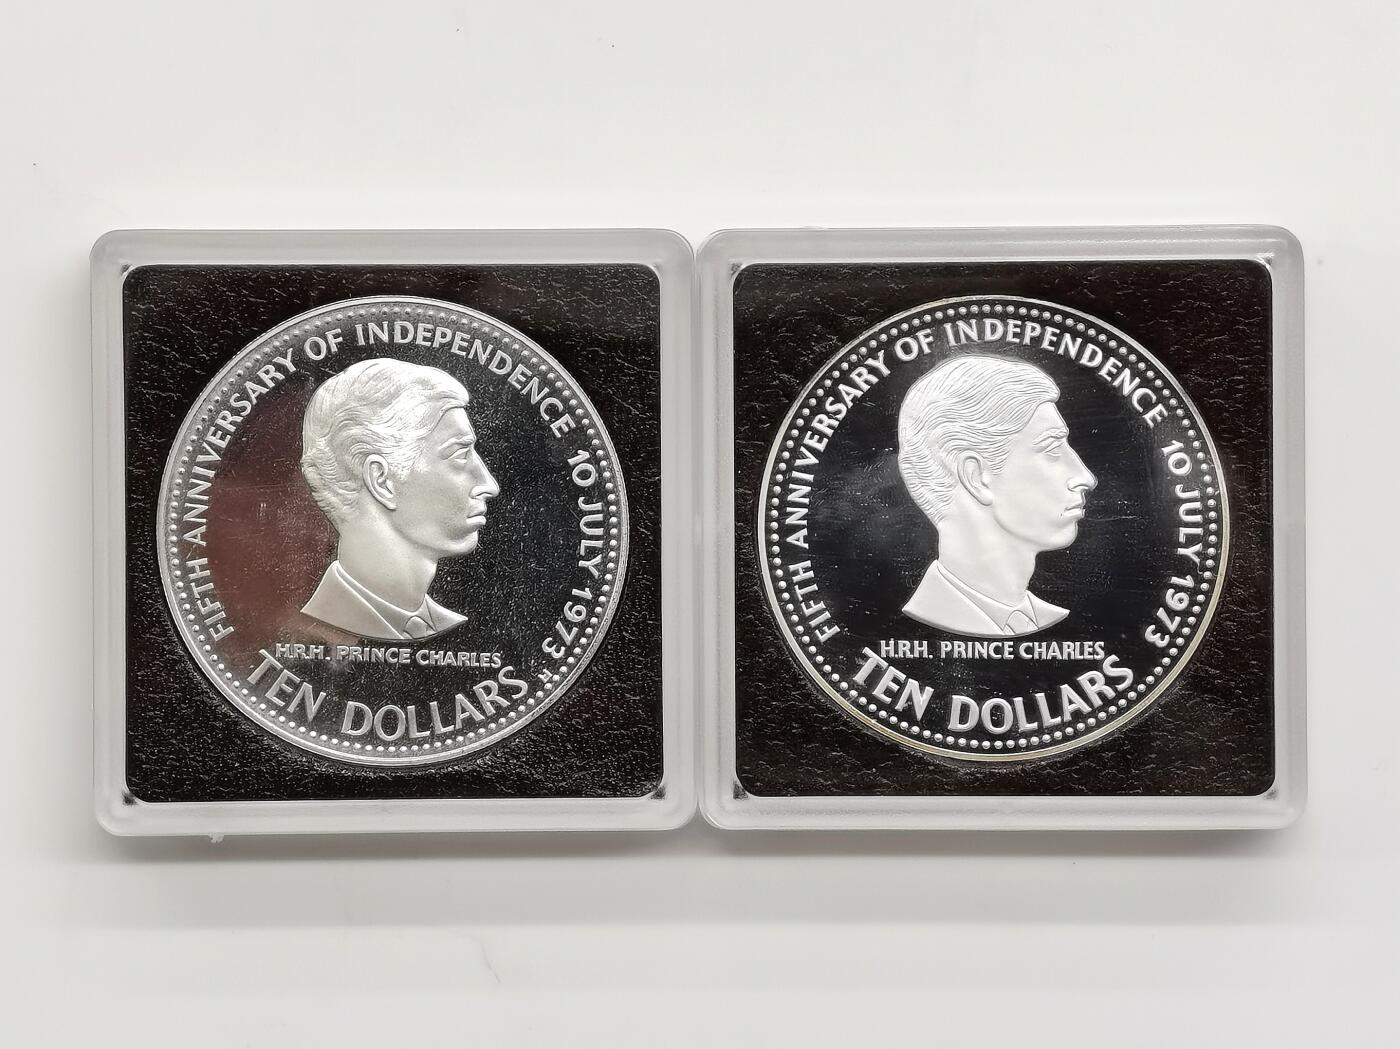 FIFTH ANNIVERSARY OF INDEPENDENCE 10 JULY 1973
H.R.H. PRINCE CHARLES
TEN DOLLARS
FIFTH ANNIVERSARY OF INDEPENDENCE 10 JULY 1973
H.R.H. PRINCE CHARLES
TEN DOLLARS